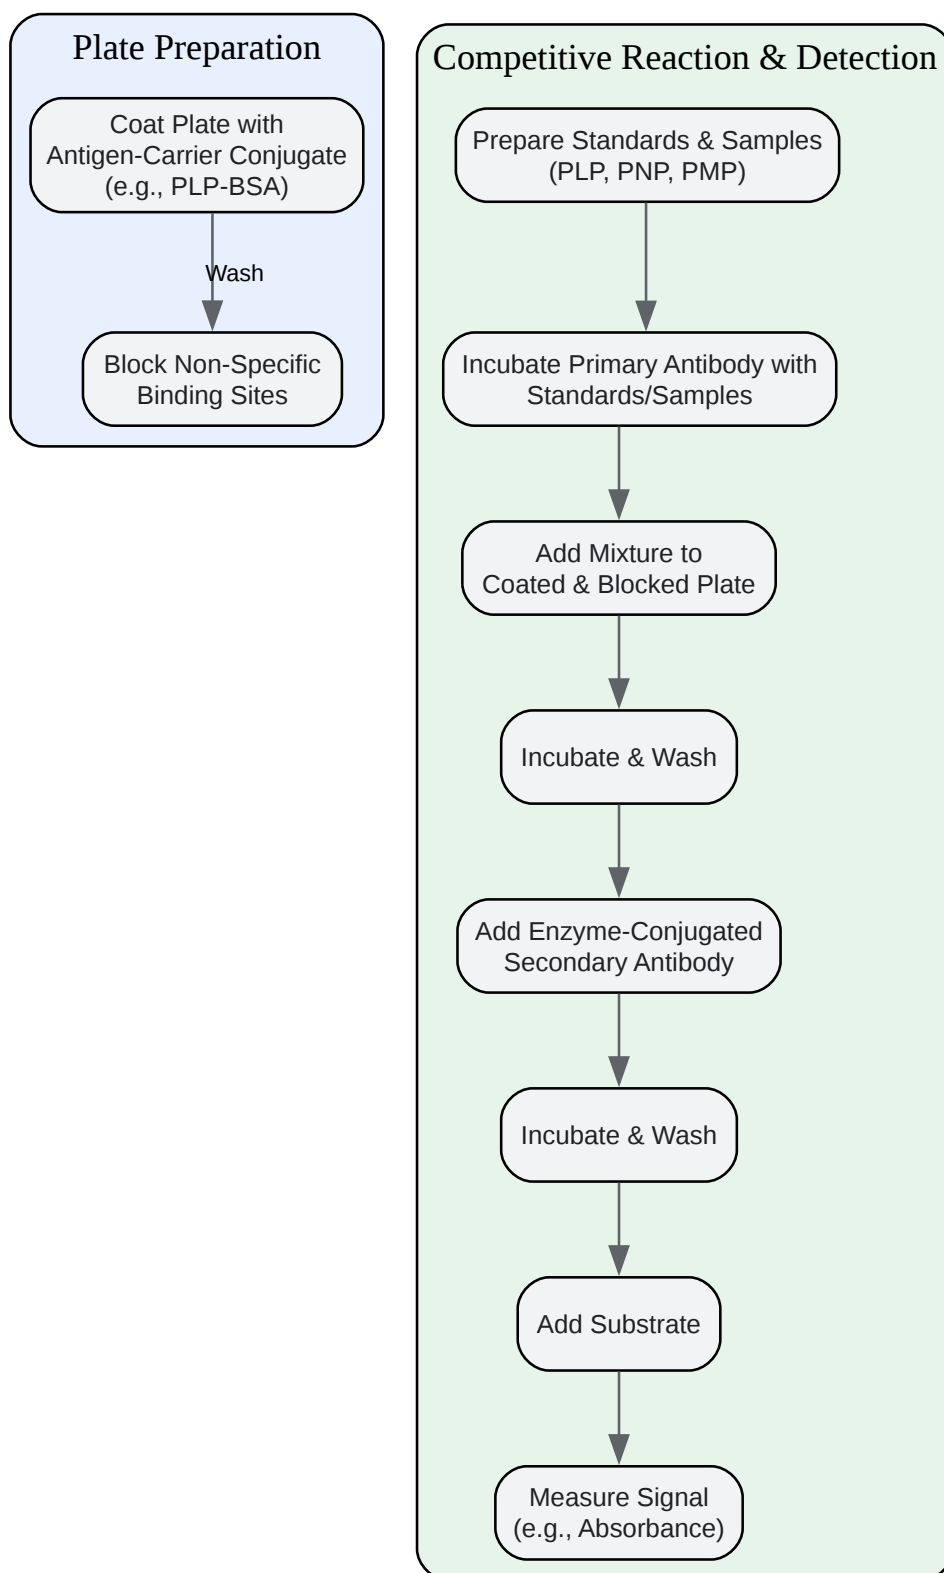 Plate Preparation
Coat Plate with
Antigen-Carrier Conjugate
(e.g., PLP-BSA)
Wash
Block Non-Specific
Binding Sites
Competitive Reaction & Detection
Prepare Standards & Samples
(PLP, PNP, PMP)
Incubate Primary Antibody with
Standards/Samples
Add Mixture to
Coated & Blocked Plate
Incubate & Wash
Add Enzyme-Conjugated
Secondary Antibody
Incubate & Wash
Add Substrate
Measure Signal
(e.g., Absorbance)